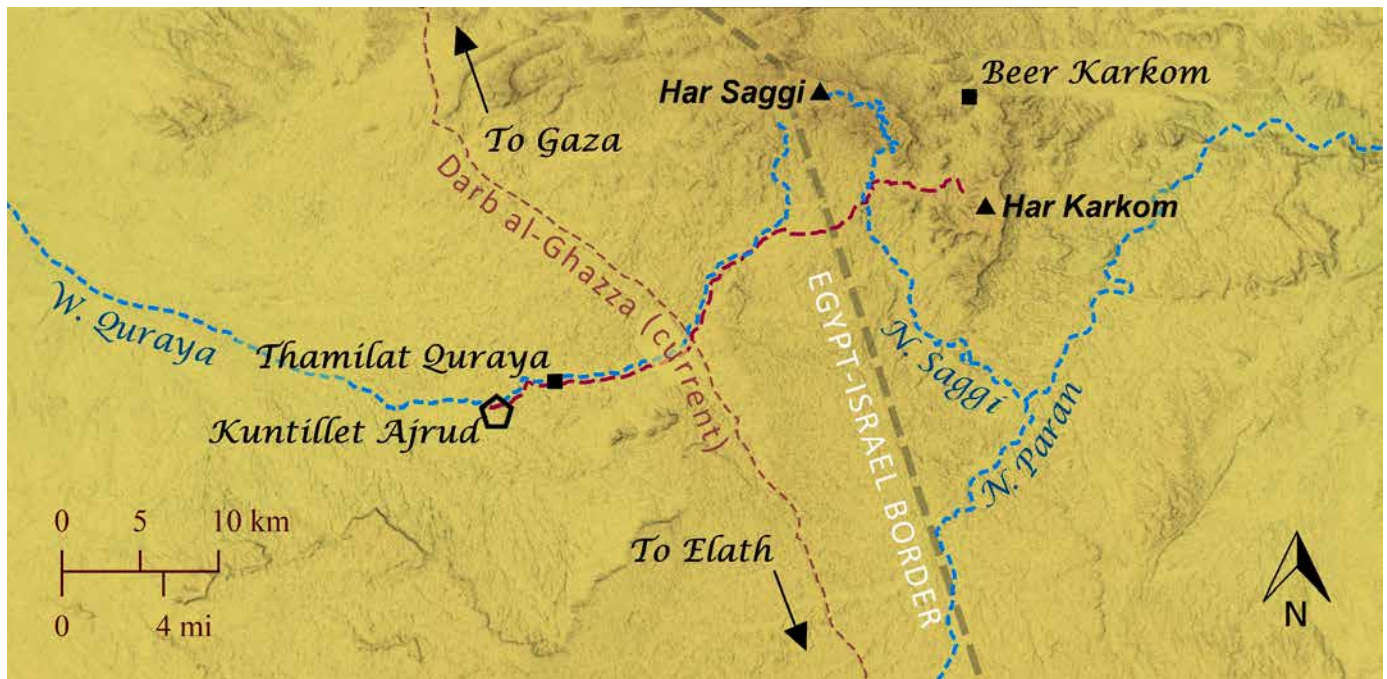 Beer Karkom
Har Saggi
To Gaza
Darb al-Ghazza (current)
Har Karkom
W. Quraya
EGYPT-ISRAEL BORDER
N. Saggi
Thamilat Quraya
N. Paran
Kuntillet Ajrud
0 5 10 km
0 4 mi
To Elath
N